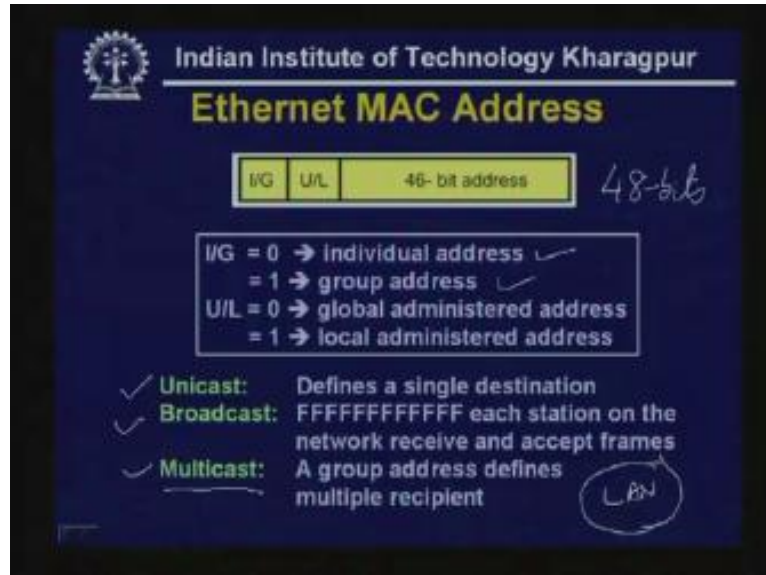 Indian Institute of Technology Kharagpur
Ethernet MAC Address
I/G U/L 46- bit address 48-bits
I/G = 0 → individual address
= 1 → group address
U/L = 0 → global administered address
= 1 → local administered address
Unicast: Defines a single destination
Broadcast: FFFFFFFFFFFF each station on the
network receive and accept frames
Multicast: A group address defines
multiple recipient
LAN